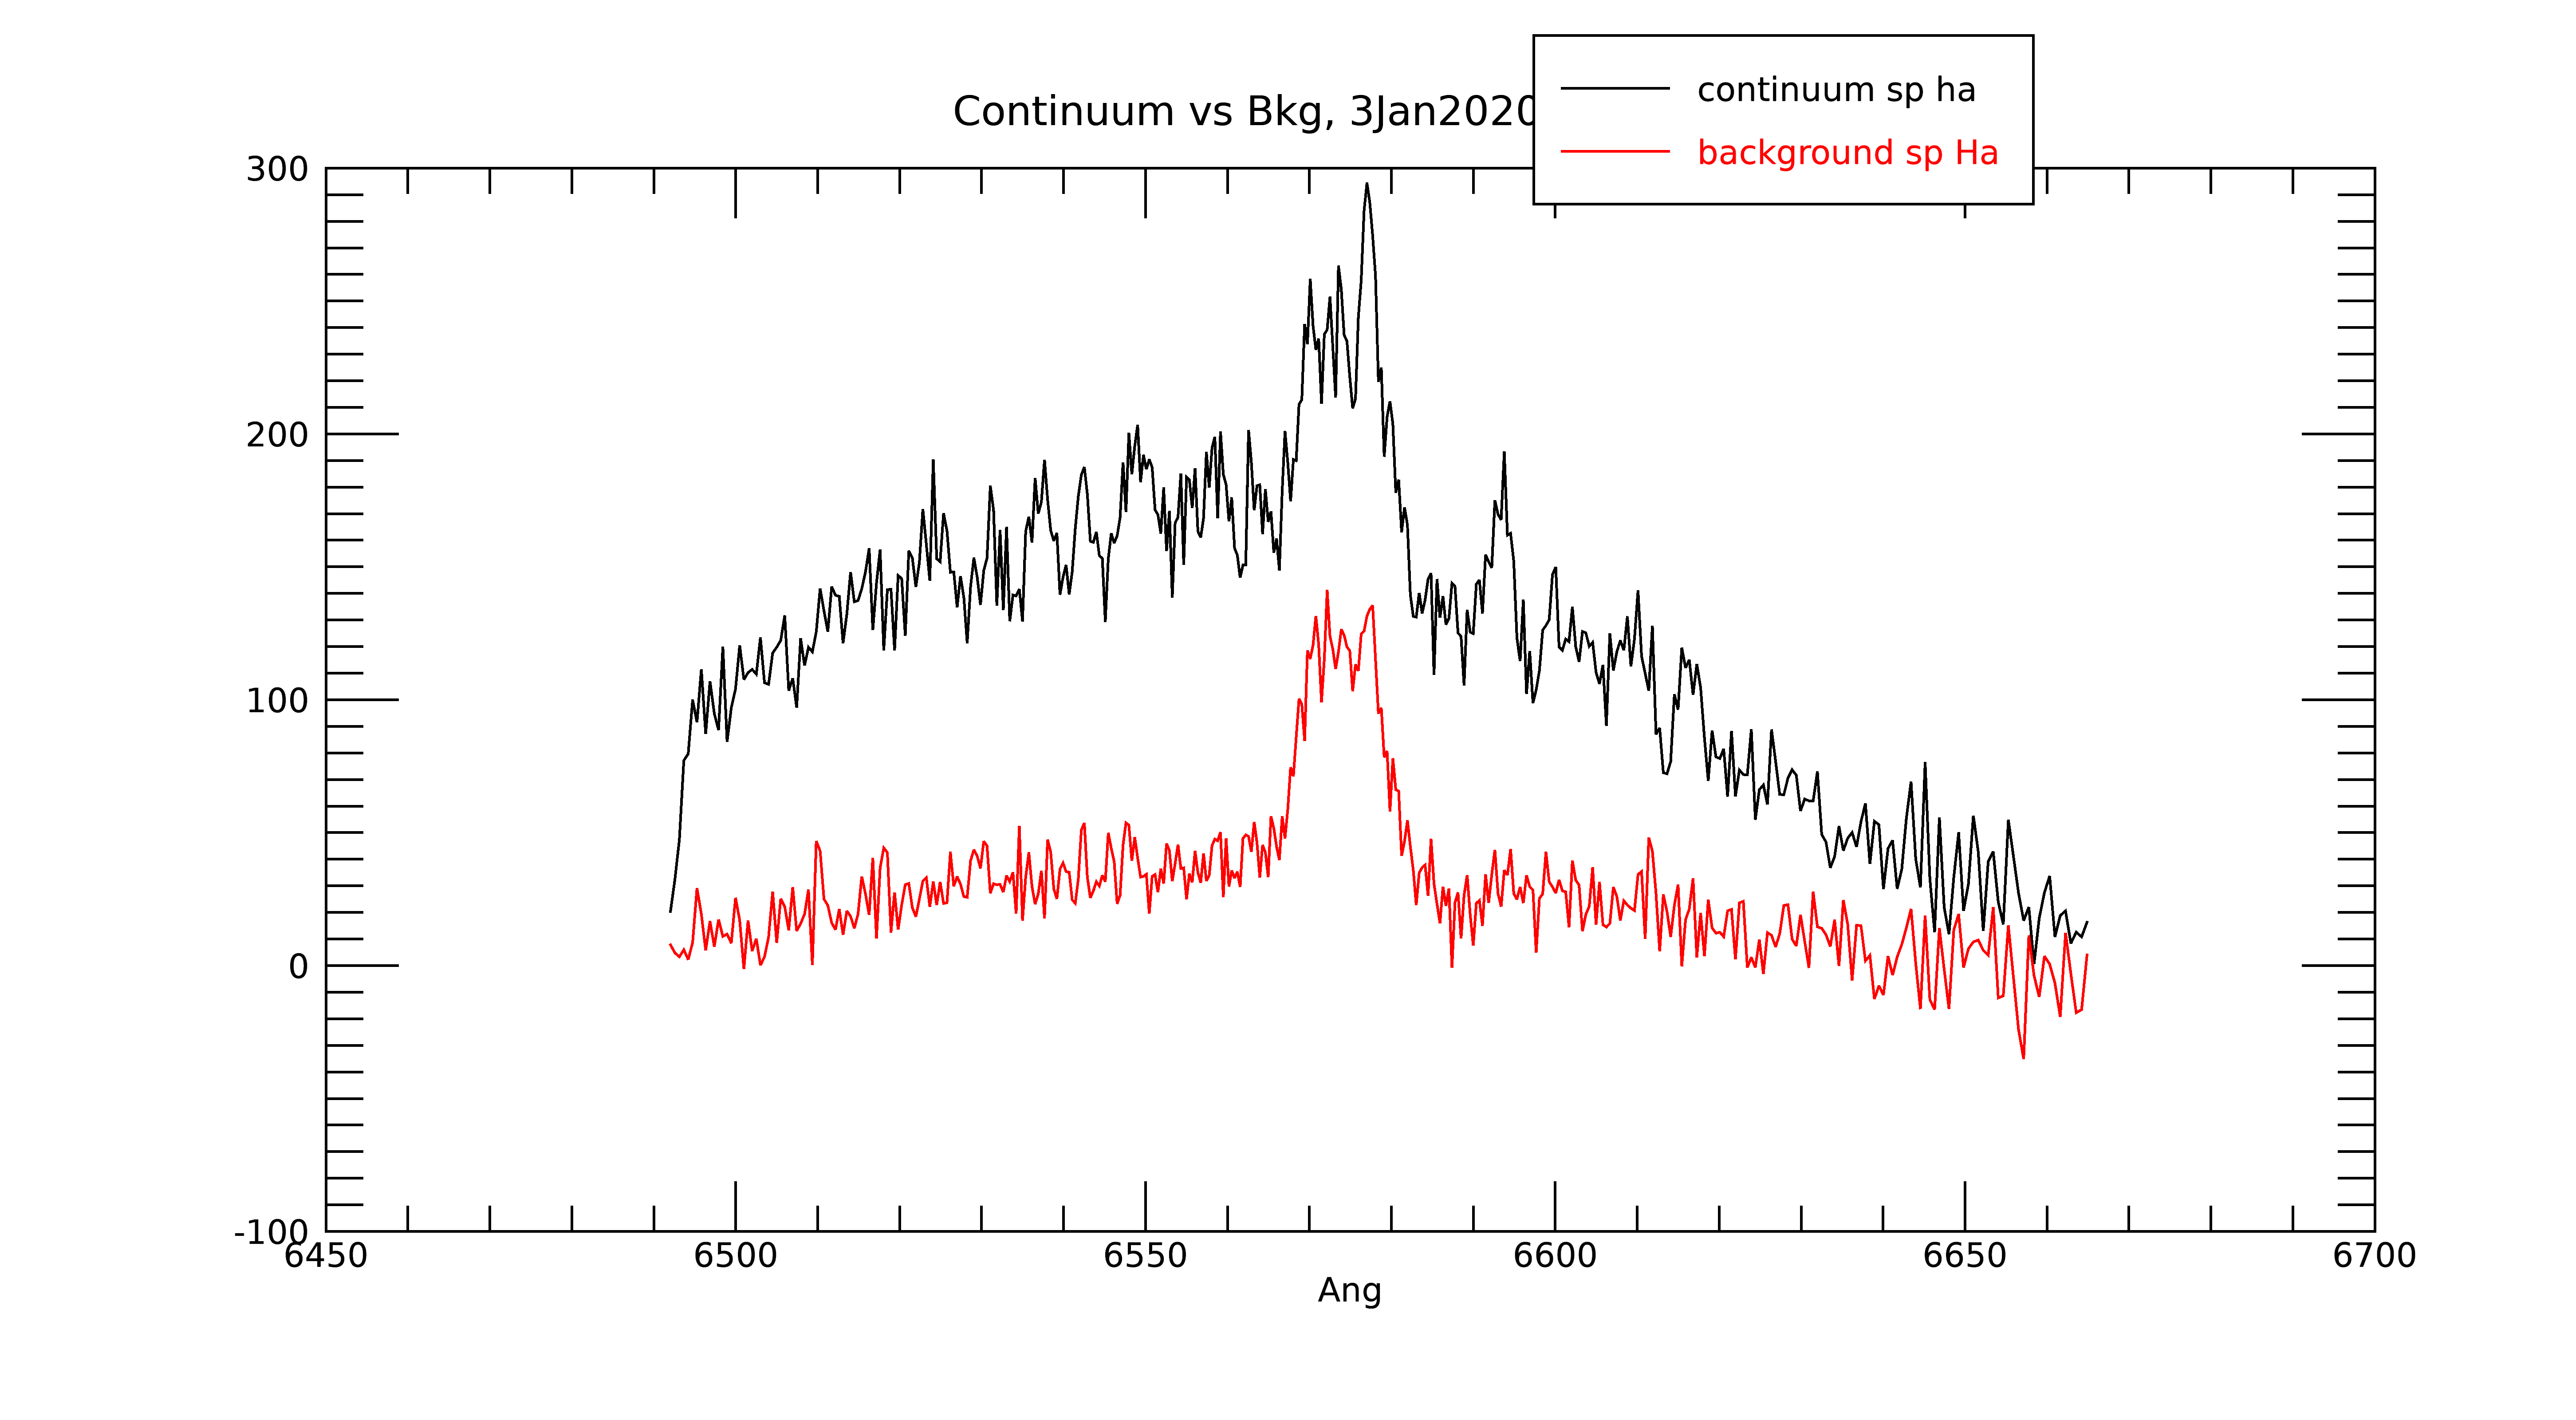 continuum sp ha
Continuum vs Bkg, 3Jan2020
background sp Ha
300
200
100
0
-100
6450 6500 6550 6600 6650 6700
Ang